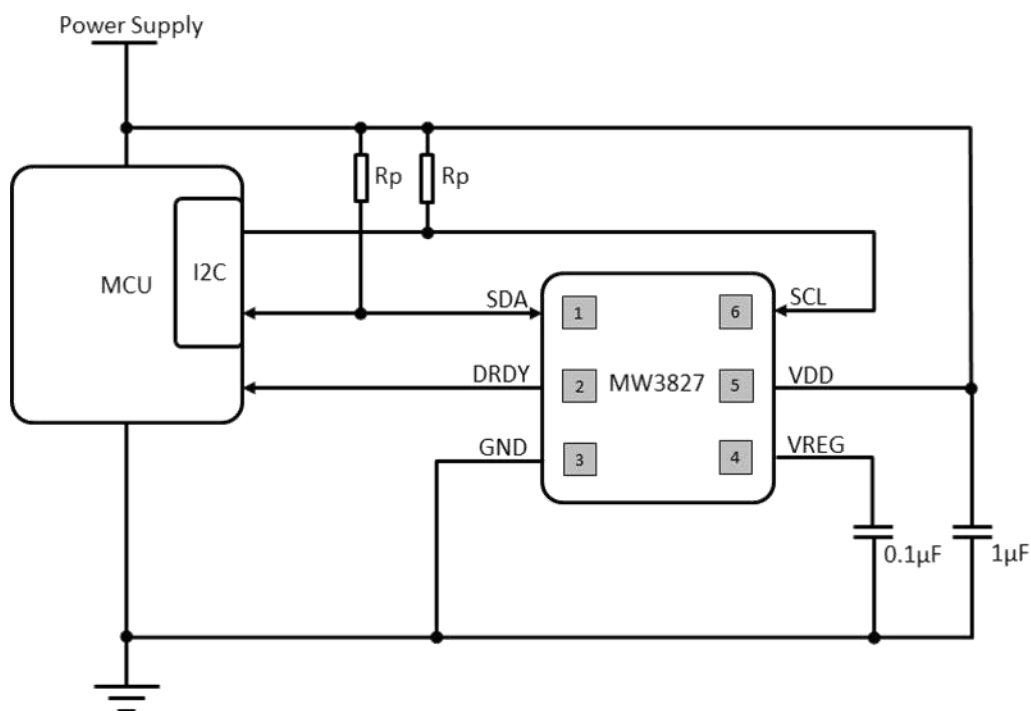 Power Supply
Rp
Rp
MCU
I2C
SDA
SCL
1
6
DRDY
MW3827
VDD
2
5
GND
VREG
3
4
0.1µF
1µF